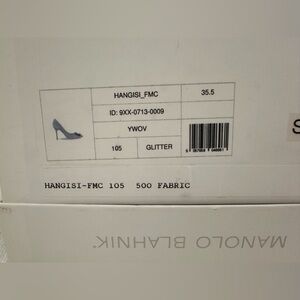 HANGISI_FMC 35.5
ID: 9XX-0713-0009
YWOV
105 GLITTER
HANGISI-FMC 105 500 FABRIC
MANOLO BLAHNIK.